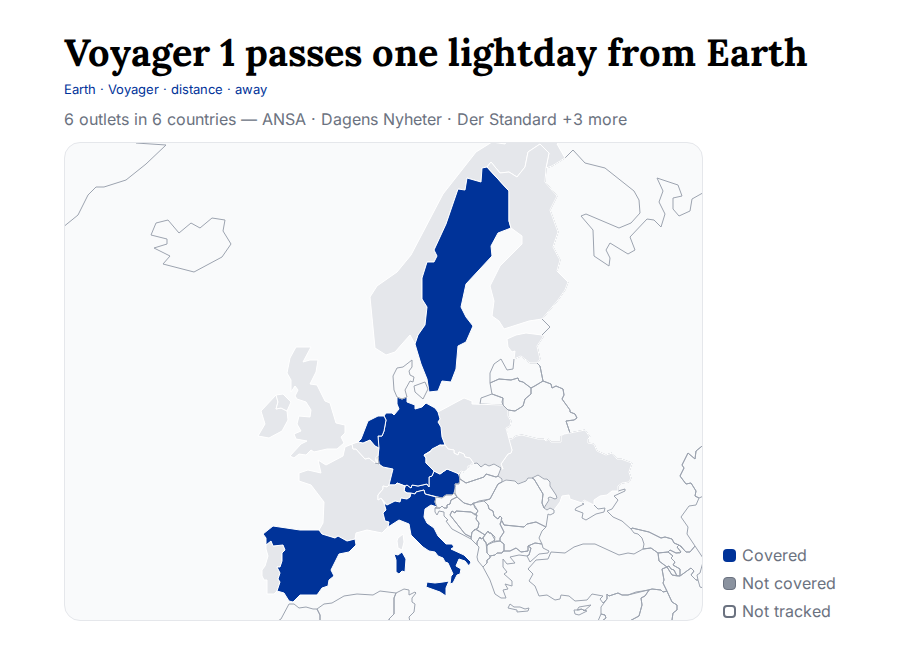 Voyager 1 passes one lightday from Earth
Earth · Voyager · distance · away
6 outlets in 6 countries — ANSA · Dagens Nyheter · Der Standard +3 more
Covered
Not covered
Not tracked